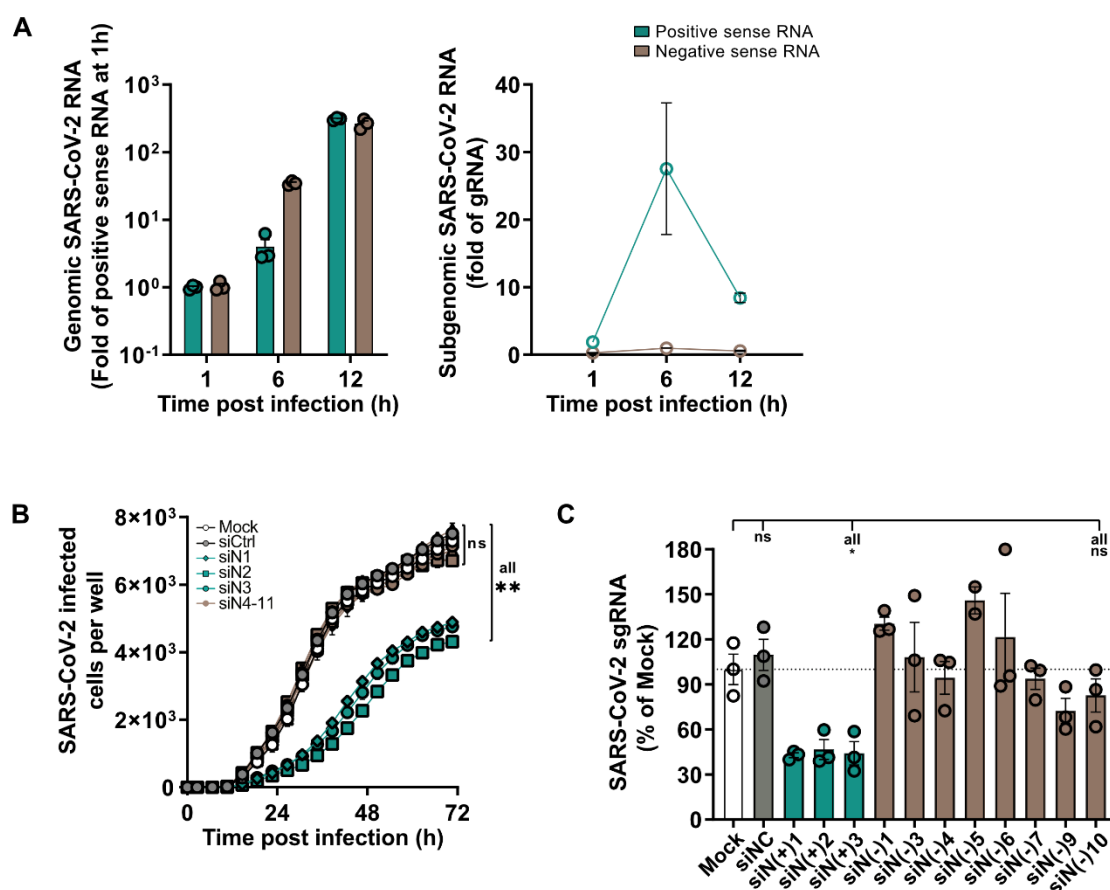 A
Positive sense RNA
Negative sense RNA
Genomic SARS-CoV-2 RNA
(Fold of positive sense RNA at 1h)
10³
10²
10¹
10⁰
10⁻¹
1 6 12
Time post infection (h)
Subgenomic SARS-CoV-2 RNA
(fold of gRNA)
40
30
20
10
0
1 6 12
Time post infection (h)
B
SARS-CoV-2 infected
cells per well
8×10³
6×10³
4×10³
2×10³
0
Mock
siCtrl
siN1
siN2
siN3
siN4-11
ns
all
**
0 24 48 72
Time post infection (h)
C
SARS-CoV-2 sgRNA
(% of Mock)
ns
all
*
all
ns
180
150
120
90
60
30
0
Mock
siNC
siN(+)1
siN(+)2
siN(+)3
siN(-)1
siN(-)3
siN(-)4
siN(-)5
siN(-)6
siN(-)7
siN(-)9
siN(-)10